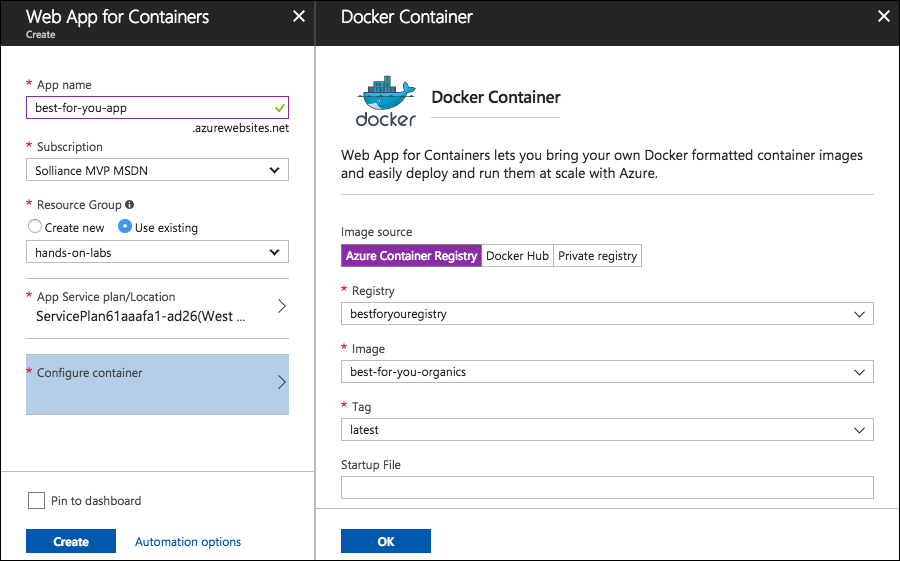 Web App for Containers
Create
* App name
best-for-you-app
.azurewebsites.net
* Subscription
Solliance MVP MSDN
* Resource Group
Create new Use existing
hands-on-labs
* App Service plan/Location
ServicePlan61aaafa1-ad26(West ...
* Configure container
Pin to dashboard
Create Automation options
Docker Container
docker
Docker Container
Web App for Containers lets you bring your own Docker formatted container images
and easily deploy and run them at scale with Azure.
Image source
Azure Container Registry Docker Hub Private registry
* Registry
bestforyouregistry
* Image
best-for-you-organics
* Tag
latest
Startup File
OK